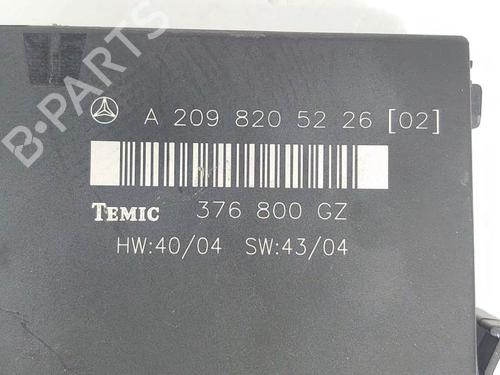 A 209 820 52 26 [02]
TEMIC 376 800 GZ
HW:40/04 SW:43/04
B-PARTS